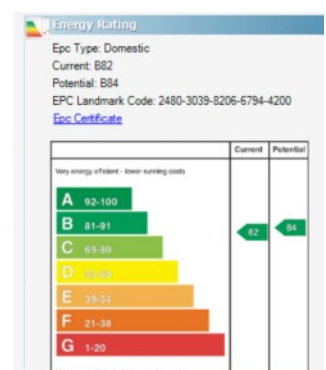 Energy Rating
Epc Type: Domestic
Current: B82
Potential: B84
EPC Landmark Code: 2480-3039-8206-6794-4200
Epc Certificate
Current Potential
Very energy efficient - lower running costs
A 92-100
B 81-91
82 84
C 69-80
D
E 39-54
F 21-38
G 1-20